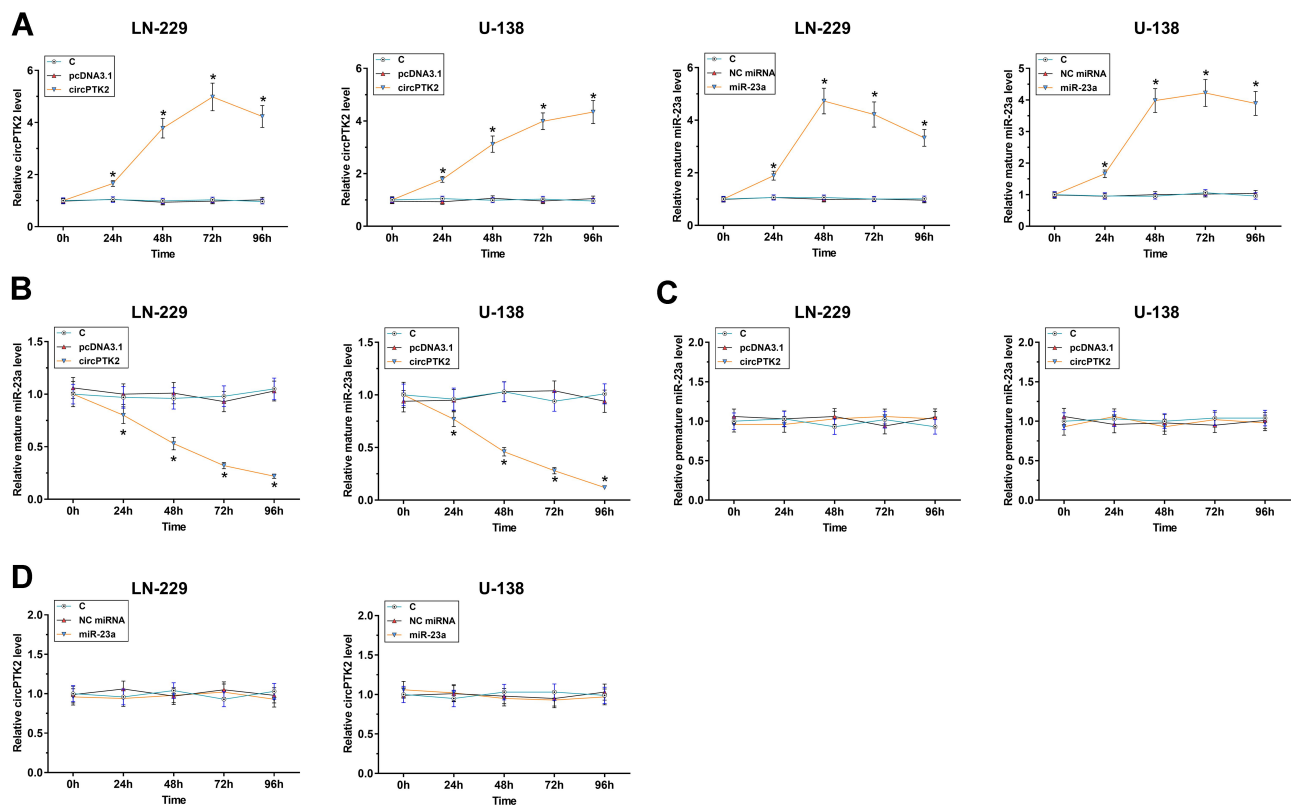 A
LN-229
C
pcDNA3.1
circPTK2
Relative circPTK2 level
6
4
2
0
0h 24h 48h 72h 96h
Time
* * * *
U-138
C
pcDNA3.1
circPTK2
Relative circPTK2 level
6
4
2
0
0h 24h 48h 72h 96h
Time
* * * *
LN-229
C
NC miRNA
miR-23a
Relative mature miR-23a level
6
4
2
0
0h 24h 48h 72h 96h
Time
* * * *
U-138
C
NC miRNA
miR-23a
Relative mature miR-23a level
5
4
3
2
1
0
0h 24h 48h 72h 96h
Time
* * * *
B
LN-229
C
pcDNA3.1
circPTK2
Relative mature miR-23a level
1.5
1.0
0.5
0.0
0h 24h 48h 72h 96h
Time
* * * *
U-138
C
pcDNA3.1
circPTK2
Relative mature miR-23a level
1.5
1.0
0.5
0.0
0h 24h 48h 72h 96h
Time
* * * *
C
LN-229
C
pcDNA3.1
circPTK2
Relative premature miR-23a level
2.0
1.5
1.0
0.5
0.0
0h 24h 48h 72h 96h
Time
U-138
C
pcDNA3.1
circPTK2
Relative premature miR-23a level
2.0
1.5
1.0
0.5
0.0
0h 24h 48h 72h 96h
Time
D
LN-229
C
NC miRNA
miR-23a
Relative circPTK2 level
2.0
1.5
1.0
0.5
0.0
0h 24h 48h 72h 96h
Time
U-138
C
NC miRNA
miR-23a
Relative circPTK2 level
2.0
1.5
1.0
0.5
0.0
0h 24h 48h 72h 96h
Time